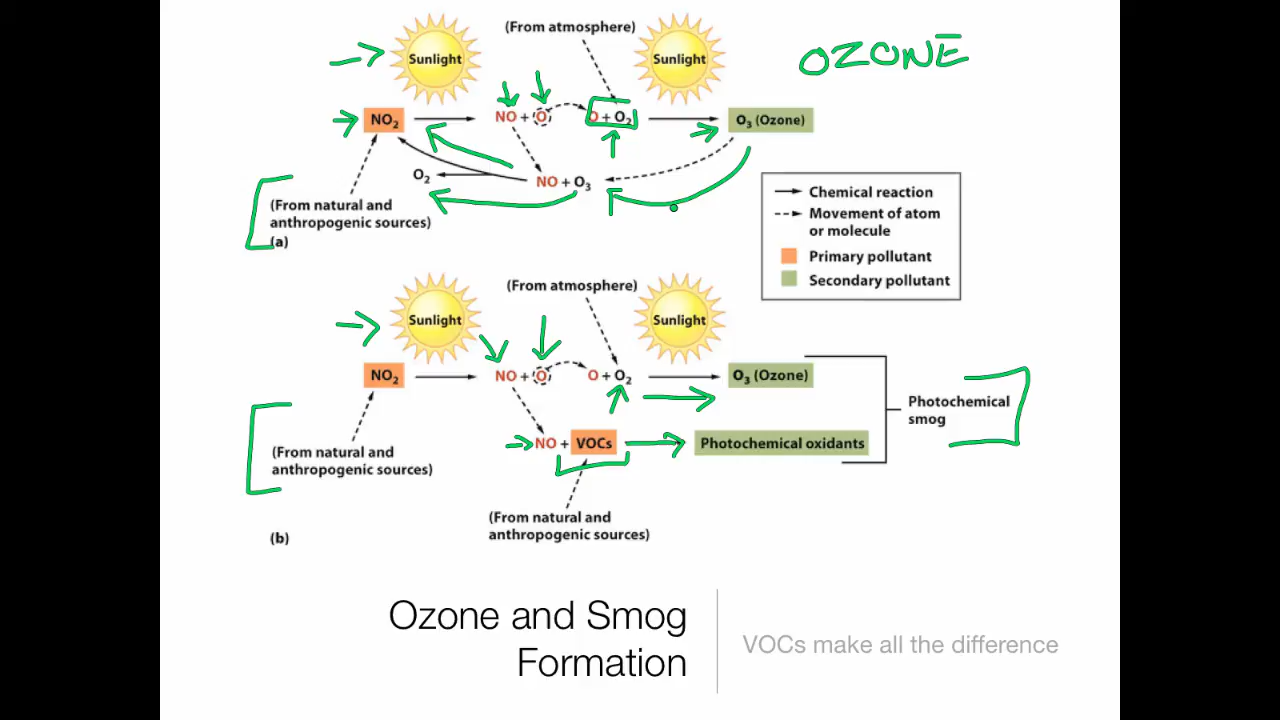 (From atmosphere)
Sunlight
Sunlight
OZONE
NO₂
NO + O
O + O₂
O₃ (Ozone)
O₂
NO + O₃
(From natural and
anthropogenic sources)
(a)
Chemical reaction
Movement of atom
or molecule
Primary pollutant
Secondary pollutant
(From atmosphere)
Sunlight
Sunlight
NO₂
NO + O
O + O₂
O₃ (Ozone)
Photochemical
smog
NO + VOCs
Photochemical oxidants
(From natural and
anthropogenic sources)
(From natural and
anthropogenic sources)
(b)
Ozone and Smog
Formation
VOCs make all the difference